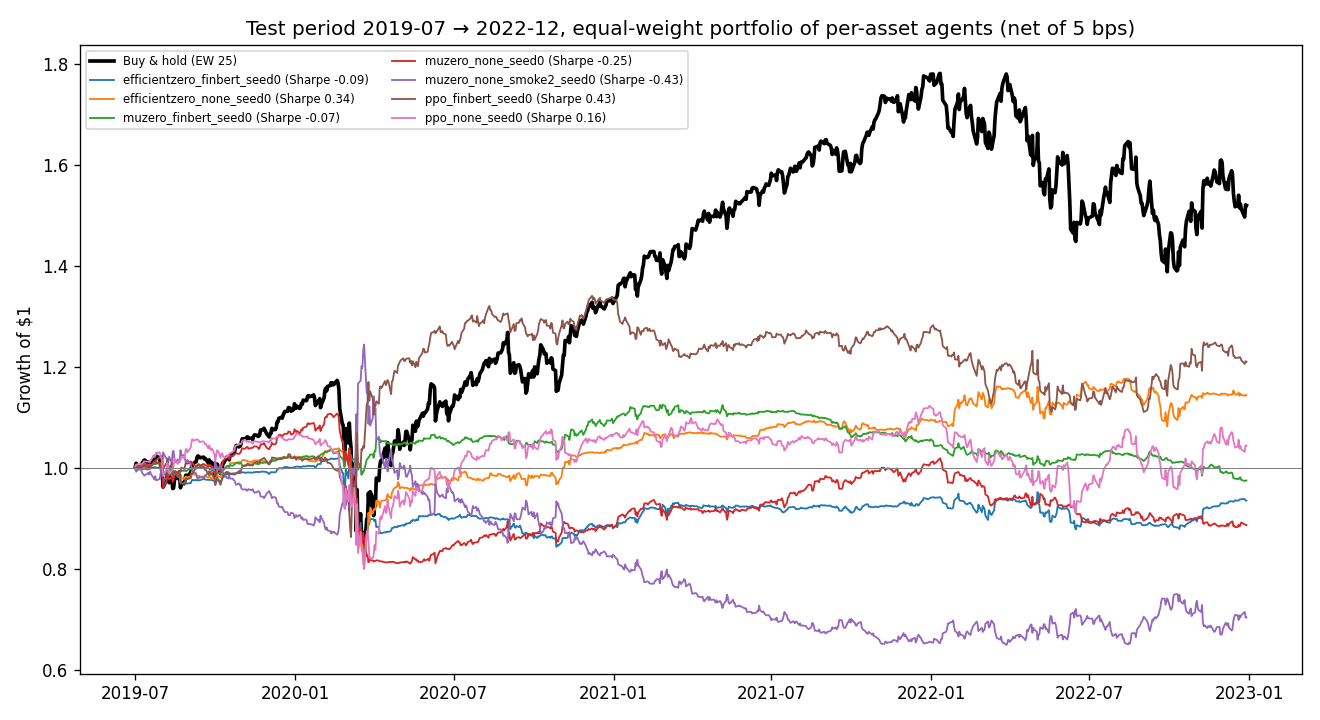 Test period 2019-07 → 2022-12, equal-weight portfolio of per-asset agents (net of 5 bps)
Buy & hold (EW 25)
efficientzero_finbert_seed0 (Sharpe -0.09)
efficientzero_none_seed0 (Sharpe 0.34)
muzero_finbert_seed0 (Sharpe -0.07)
muzero_none_seed0 (Sharpe -0.25)
muzero_none_smoke2_seed0 (Sharpe -0.43)
ppo_finbert_seed0 (Sharpe 0.43)
ppo_none_seed0 (Sharpe 0.16)
Growth of $1
1.8
1.6
1.4
1.2
1.0
0.8
0.6
2019-07
2020-01
2020-07
2021-01
2021-07
2022-01
2022-07
2023-01